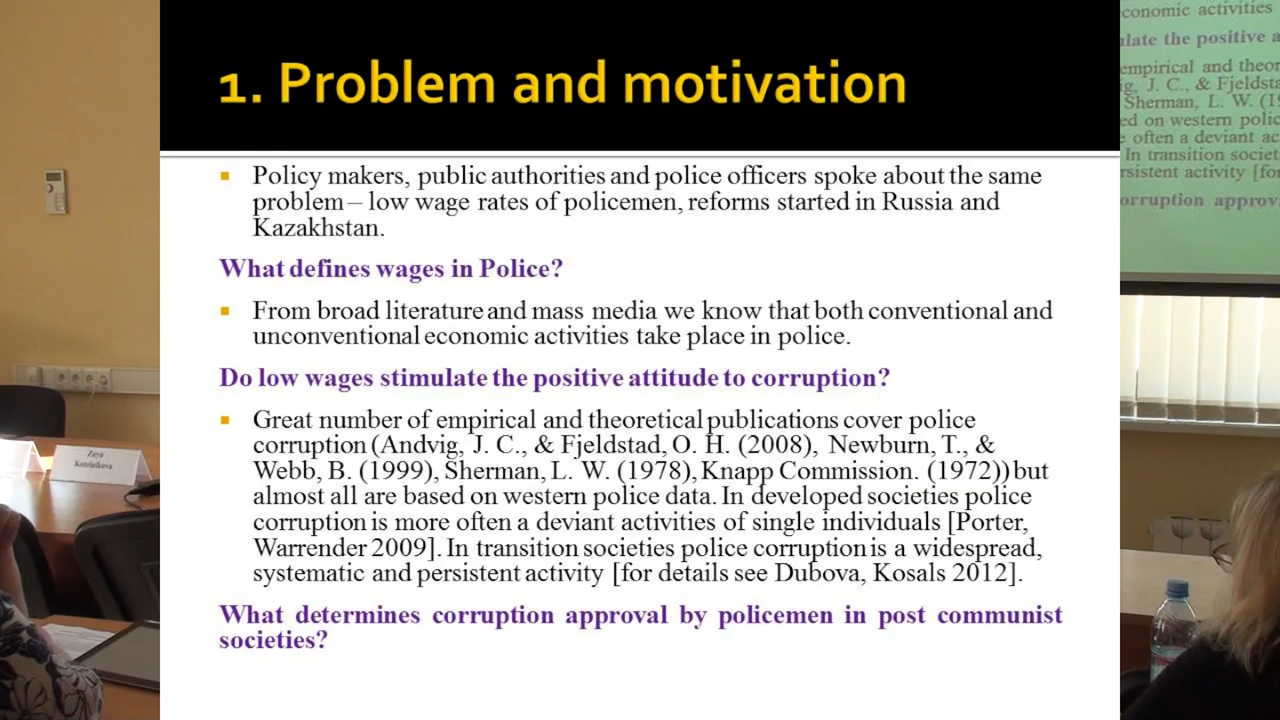 1. Problem and motivation
Policy makers, public authorities and police officers spoke about the same
problem – low wage rates of policemen, reforms started in Russia and
Kazakhstan.
What defines wages in Police?
From broad literature and mass media we know that both conventional and
unconventional economic activities take place in police.
Do low wages stimulate the positive attitude to corruption?
Great number of empirical and theoretical publications cover police
corruption (Andvig, J. C., & Fjeldstad, O. H. (2008), Newburn, T., &
Webb, B. (1999), Sherman, L. W. (1978), Knapp Commission. (1972)) but
almost all are based on western police data. In developed societies police
corruption is more often a deviant activities of single individuals [Porter,
Warrender 2009]. In transition societies police corruption is a widespread,
systematic and persistent activity [for details see Dubova, Kosals 2012].
What determines corruption approval by policemen in post communist
societies?
Zoya
Kotelnikova
economic activities
late the positive a
empirical and theor
ig, J. C., & Fjeldsta
Sherman, L. W. (19
ed on western polic
often a deviant ac
In transition societ
rsistent activity [for
orruption approv